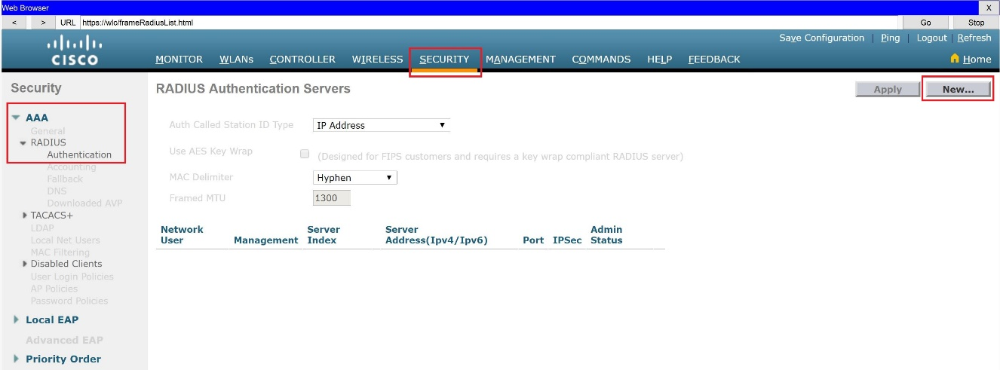 Web Browser X
< > URL https://wlc/frameRadiusList.html Go Stop
Save Configuration | Ping | Logout | Refresh
CISCO MONITOR WLANs CONTROLLER WIRELESS SECURITY MANAGEMENT COMMANDS HELP FEEDBACK Home
Security
AAA
General
RADIUS
Authentication
Accounting
Fallback
DNS
Downloaded AVP
TACACS+
LDAP
Local Net Users
MAC Filtering
Disabled Clients
User Login Policies
AP Policies
Password Policies
Local EAP
Advanced EAP
Priority Order
RADIUS Authentication Servers Apply New...
Auth Called Station ID Type IP Address
Use AES Key Wrap (Designed for FIPS customers and requires a key wrap compliant RADIUS server)
MAC Delimiter Hyphen
Framed MTU 1300
Network Server Server Admin
User Management Index Address(Ipv4/Ipv6) Port IPSec Status